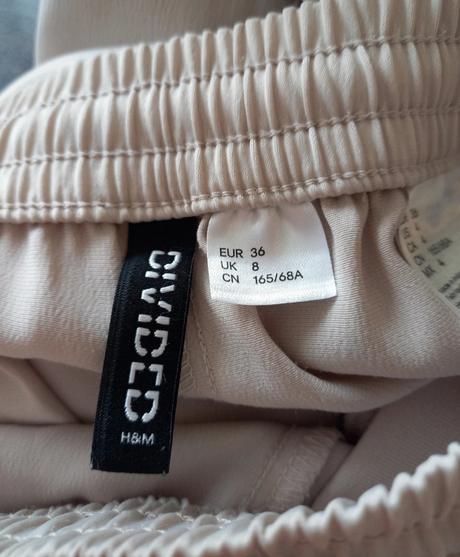 DIVIDED
H&M
EUR 36
UK 8
CN 165/68A